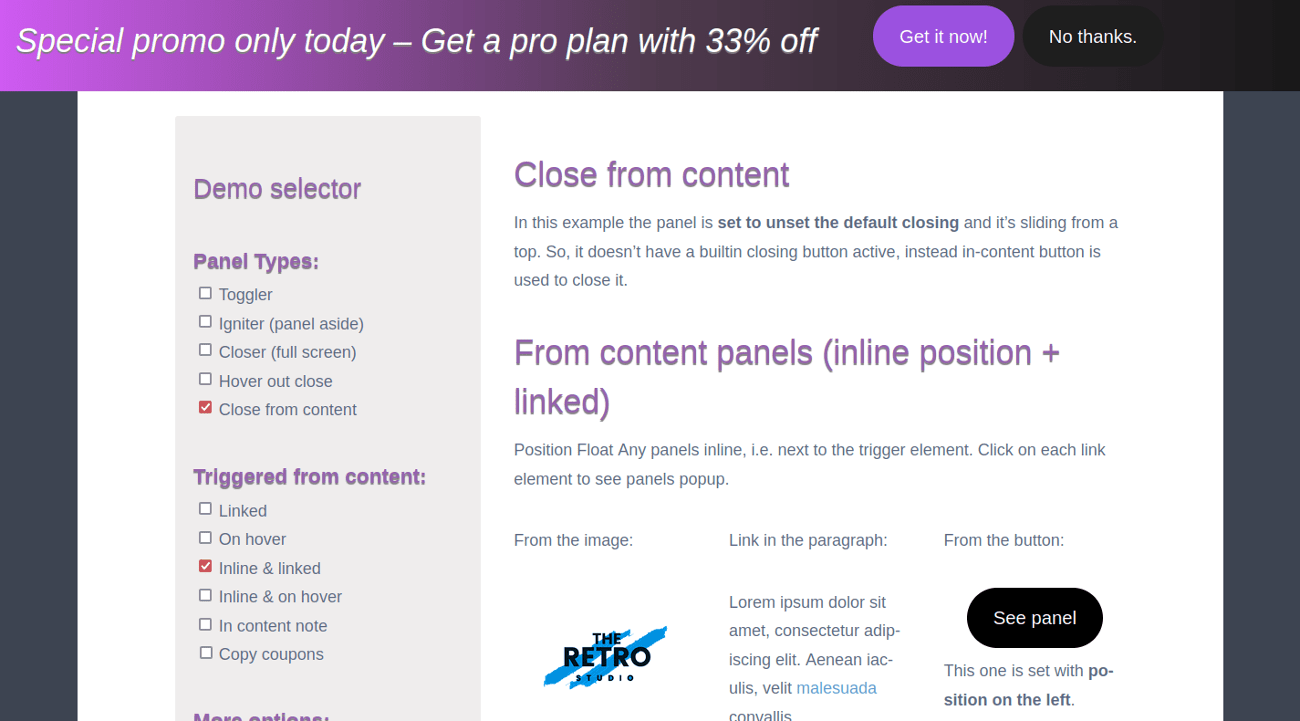 Special promo only today – Get a pro plan with 33% off
Get it now!
No thanks.
Demo selector
Panel Types:
Toggler
Igniter (panel aside)
Closer (full screen)
Hover out close
Close from content
Triggered from content:
Linked
On hover
Inline & linked
Inline & on hover
In content note
Copy coupons
More options:
Close from content
In this example the panel is set to unset the default closing and it’s sliding from a
top. So, it doesn’t have a builtin closing button active, instead in-content button is
used to close it.
From content panels (inline position +
linked)
Position Float Any panels inline, i.e. next to the trigger element. Click on each link
element to see panels popup.
From the image:
THE
RETRO
STUDIO
Link in the paragraph:
Lorem ipsum dolor sit
amet, consectetur adip-
iscing elit. Aenean iac-
ulis, velit malesuada
convallis
From the button:
See panel
This one is set with po-
sition on the left.